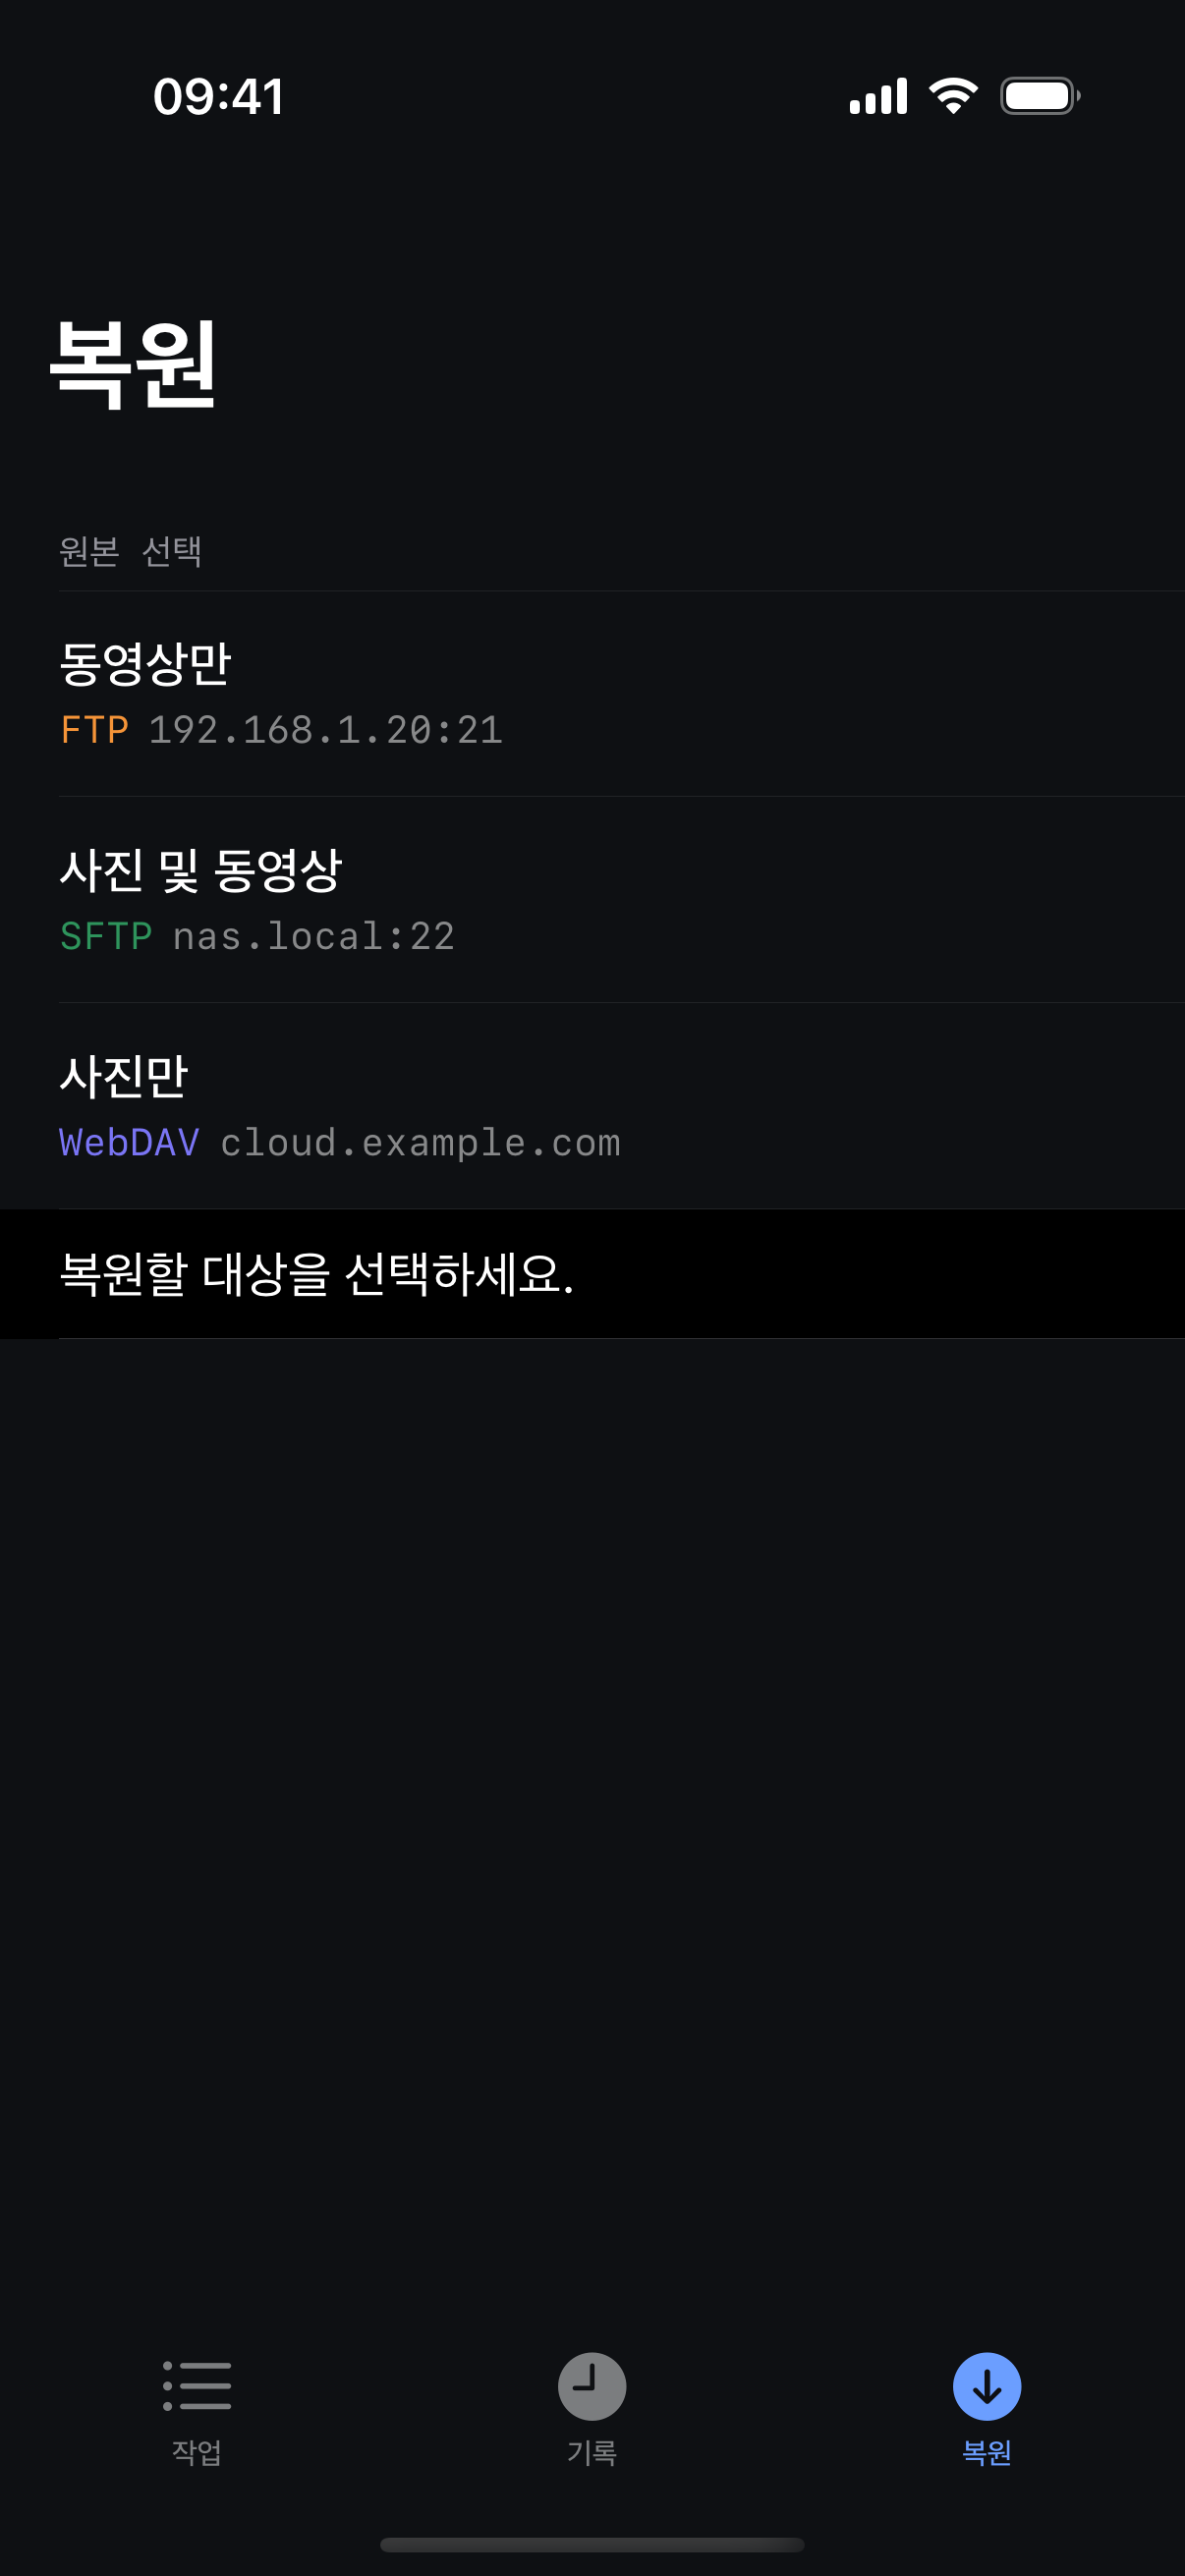 09:41
복원
원본 선택
동영상만
FTP 192.168.1.20:21
사진 및 동영상
SFTP nas.local:22
사진만
WebDAV cloud.example.com
복원할 대상을 선택하세요.
작업
기록
복원